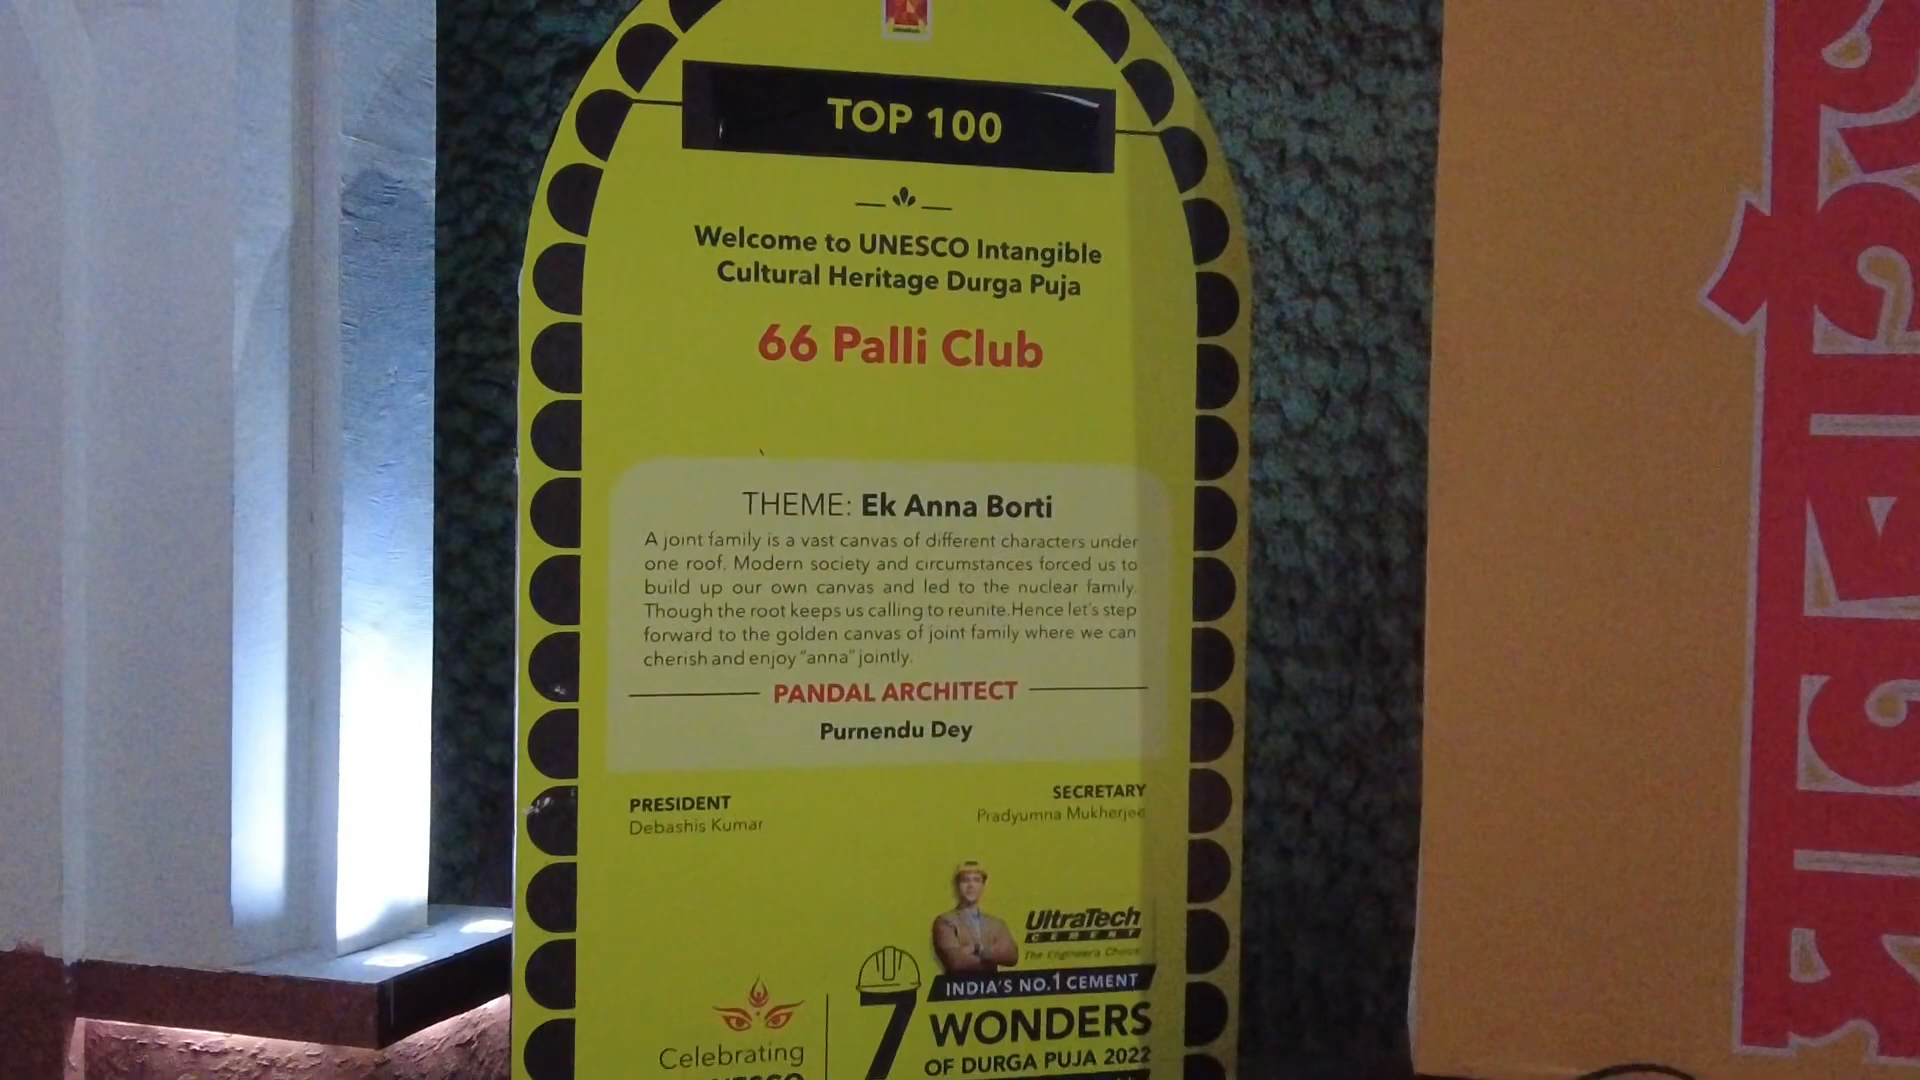 TOP 100
Welcome to UNESCO Intangible
Cultural Heritage Durga Puja
66 Palli Club
THEME: Ek Anna Borti
A joint family is a vast canvas of different characters under
one roof. Modern society and circumstances forced us to
build up our own canvas and led to the nuclear family.
Though the root keeps us calling to reunite.Hence let's step
forward to the golden canvas of joint family where we can
cherish and enjoy "anna" jointly.
PANDAL ARCHITECT
Purnendu Dey
PRESIDENT
Debashis Kumar
SECRETARY
Pradyumna Mukherjee
UltraTech
CEMENT
The Engineer's Choice
INDIA'S NO.1 CEMENT
7 WONDERS
OF DURGA PUJA 2022
Celebrating